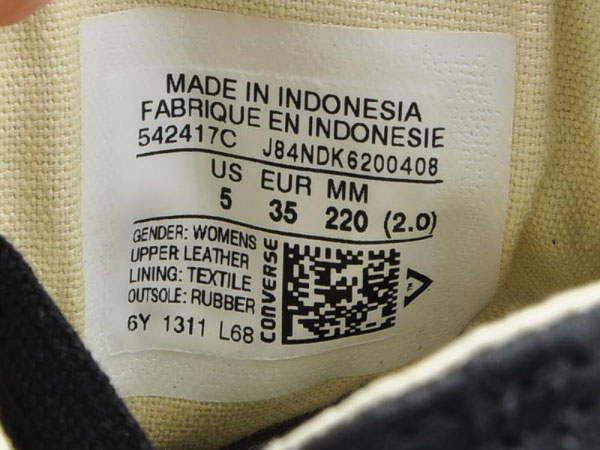 MADE IN INDONESIA
FABRIQUE EN INDONESIE
542417C J84NDK6200408
US EUR MM
5 35 220 (2.0)
GENDER: WOMENS
UPPER: LEATHER
LINING: TEXTILE
OUTSOLE: RUBBER
6Y 1311 L68
CONVERSE